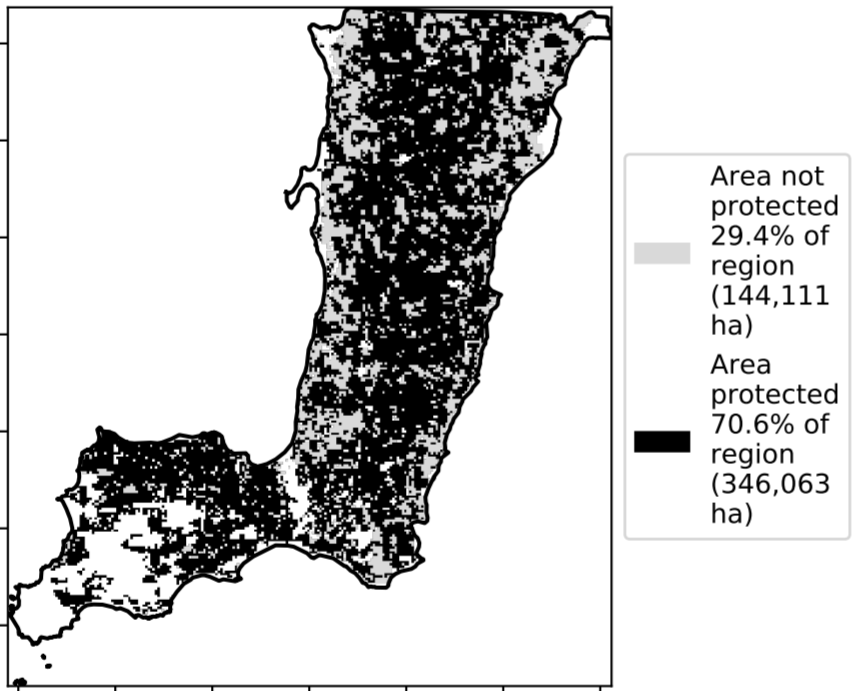 Area not
protected
29.4% of
region
(144,111
ha)
Area
protected
70.6% of
region
(346,063
ha)